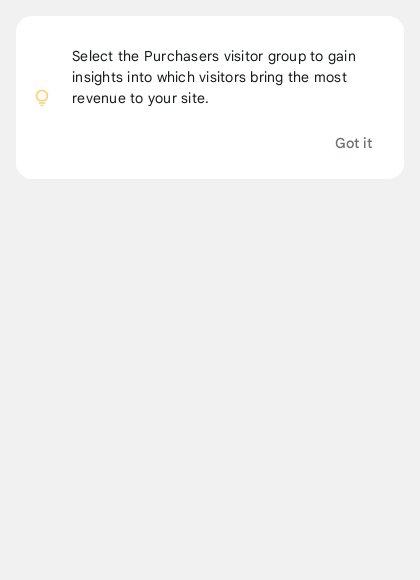 Select the Purchasers visitor group to gain
insights into which visitors bring the most
revenue to your site.
Got it